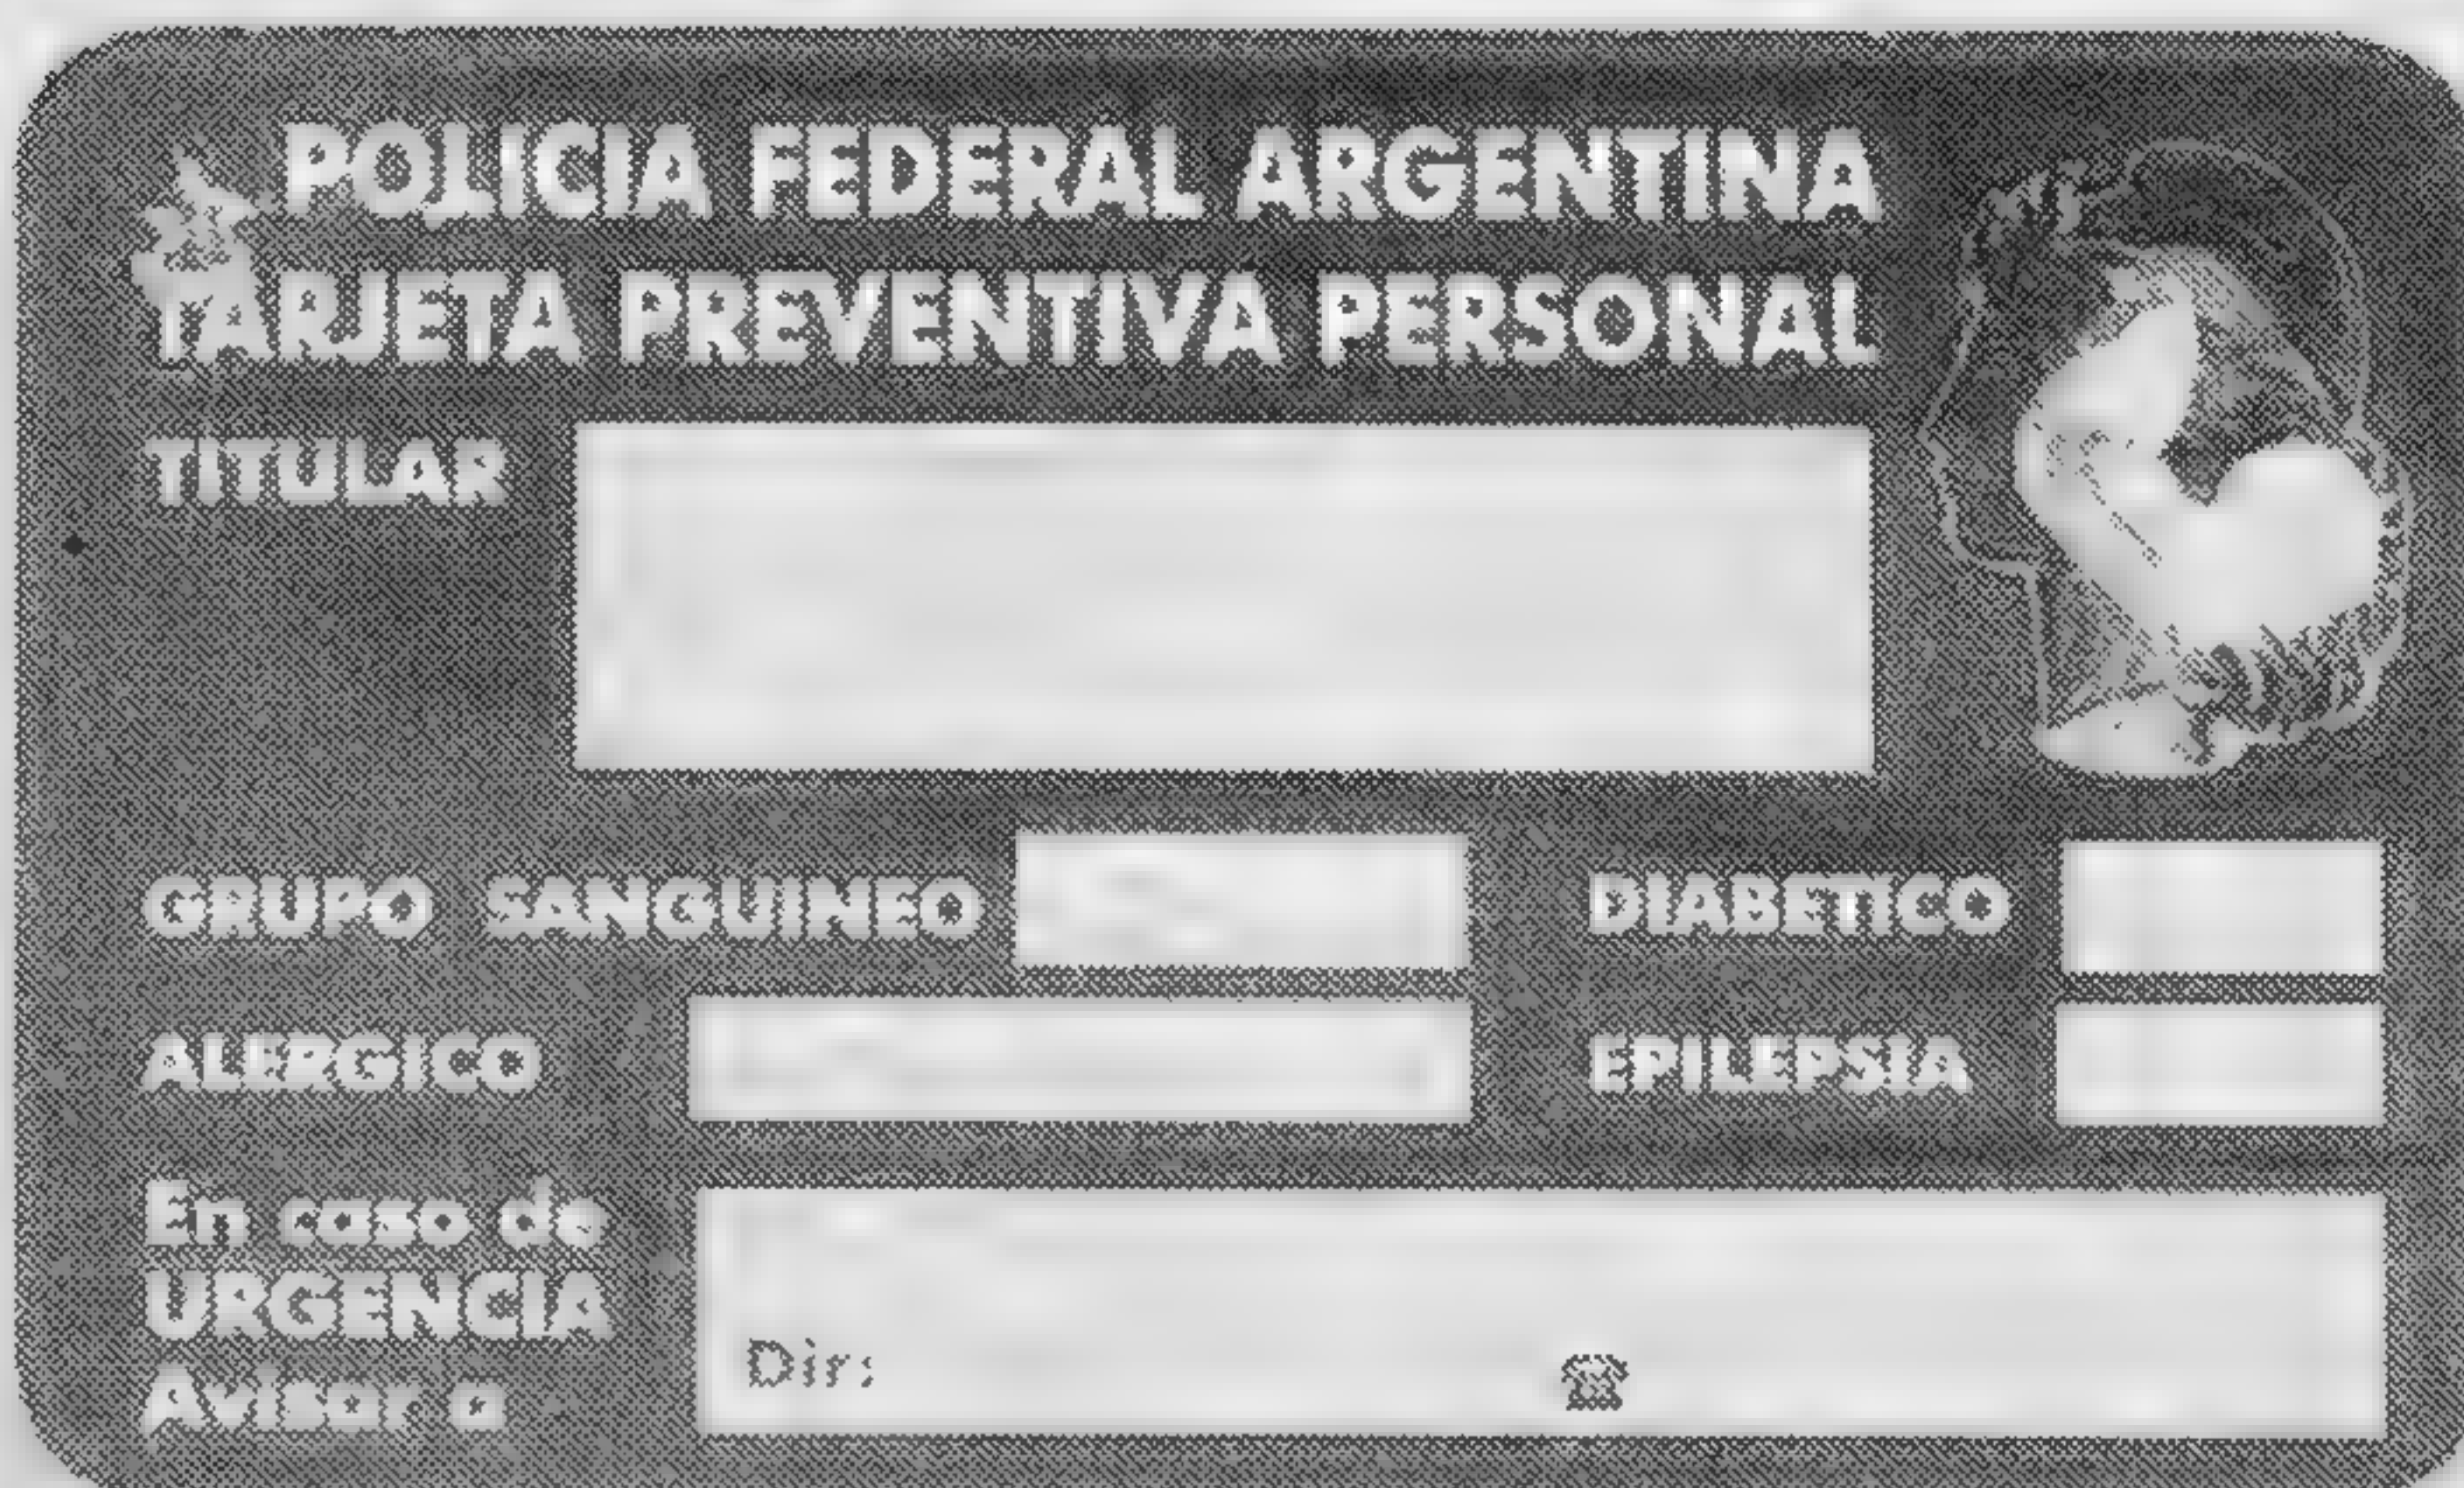 POLICIA FEDERAL ARGENTINA
TARJETA PREVENTIVA PERSONAL
TITULAR
GRUPO SANGUINEO
DIABETICO
ALERGICO
EPILEPSIA
En caso de
URGENCIA
Avisar a
Dir: